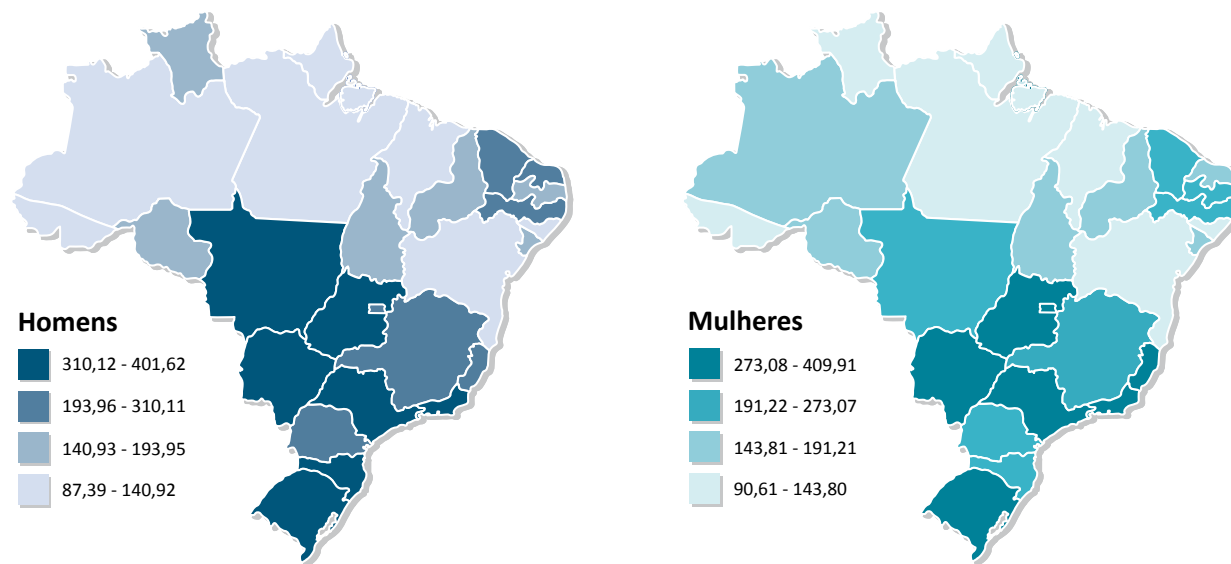 Homens
310,12 - 401,62
193,96 - 310,11
140,93 - 193,95
87,39 - 140,92
Mulheres
273,08 - 409,91
191,22 - 273,07
143,81 - 191,21
90,61 - 143,80